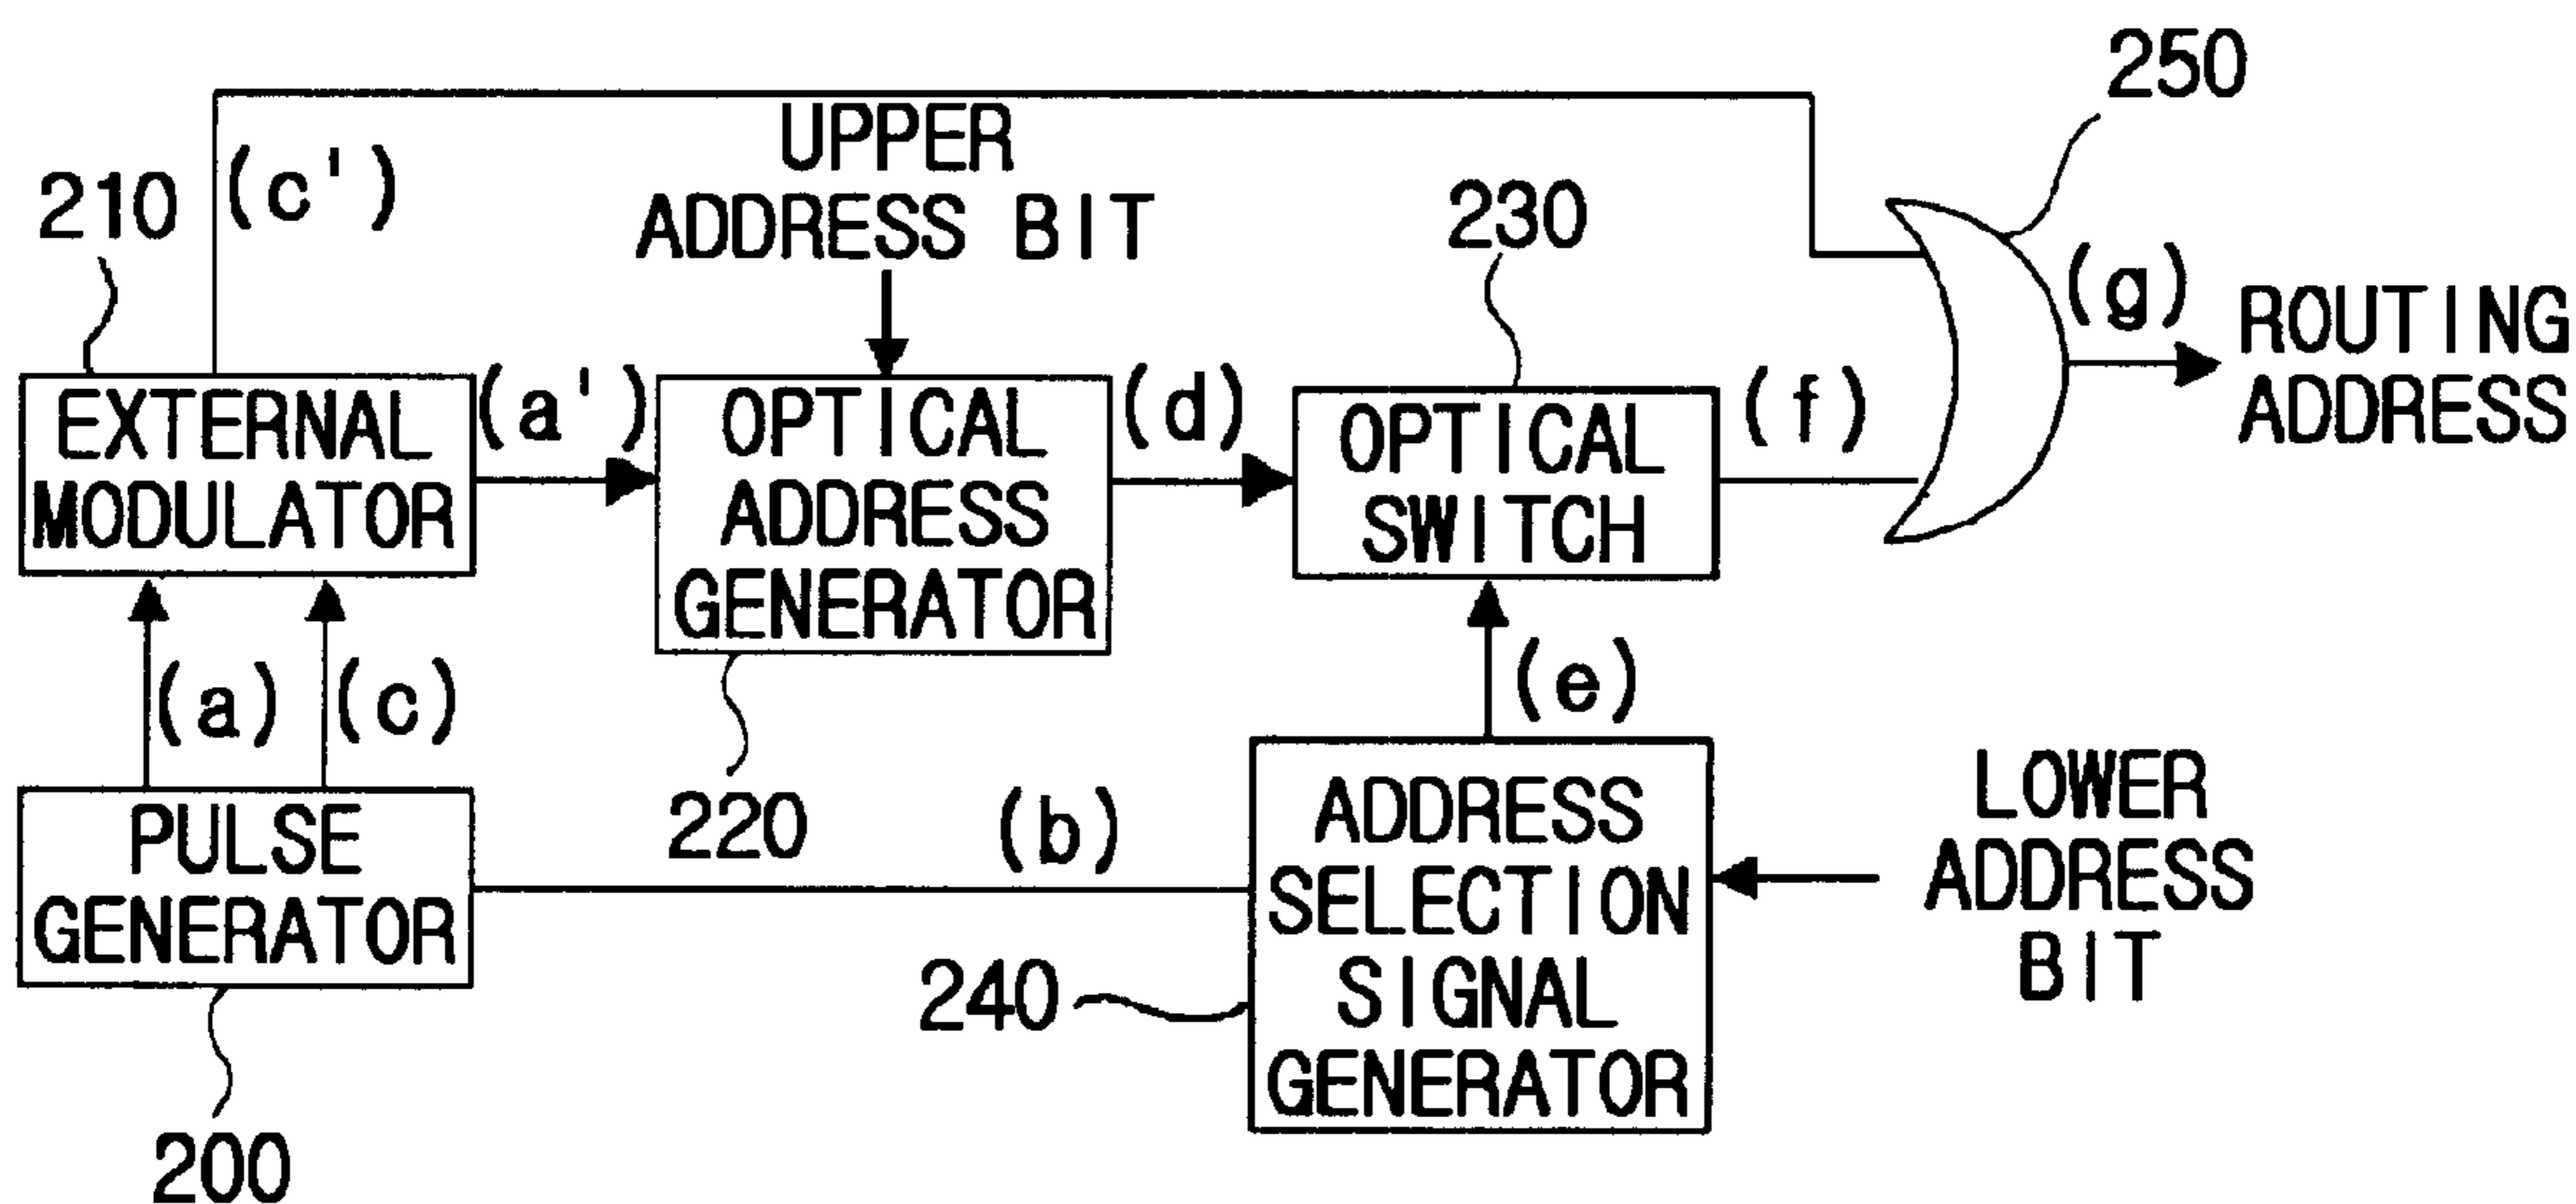 250
UPPER
ADDRESS BIT
(c')
210
230
(g)
ROUTING
ADDRESS
EXTERNAL
MODULATOR
(a')
OPTICAL
ADDRESS
GENERATOR
(d)
OPTICAL
SWITCH
(f)
(a)
(c)
(e)
220
PULSE
GENERATOR
(b)
ADDRESS
SELECTION
SIGNAL
GENERATOR
LOWER
ADDRESS
BIT
240
200